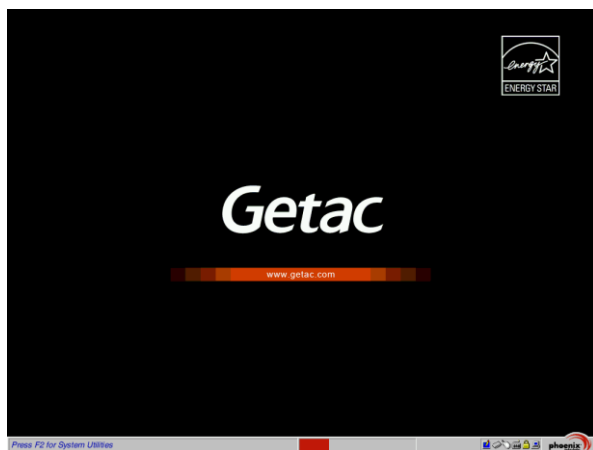 energy
ENERGY STAR
Getac
www.getac.com
Press F2 for System Utilities
phoenix